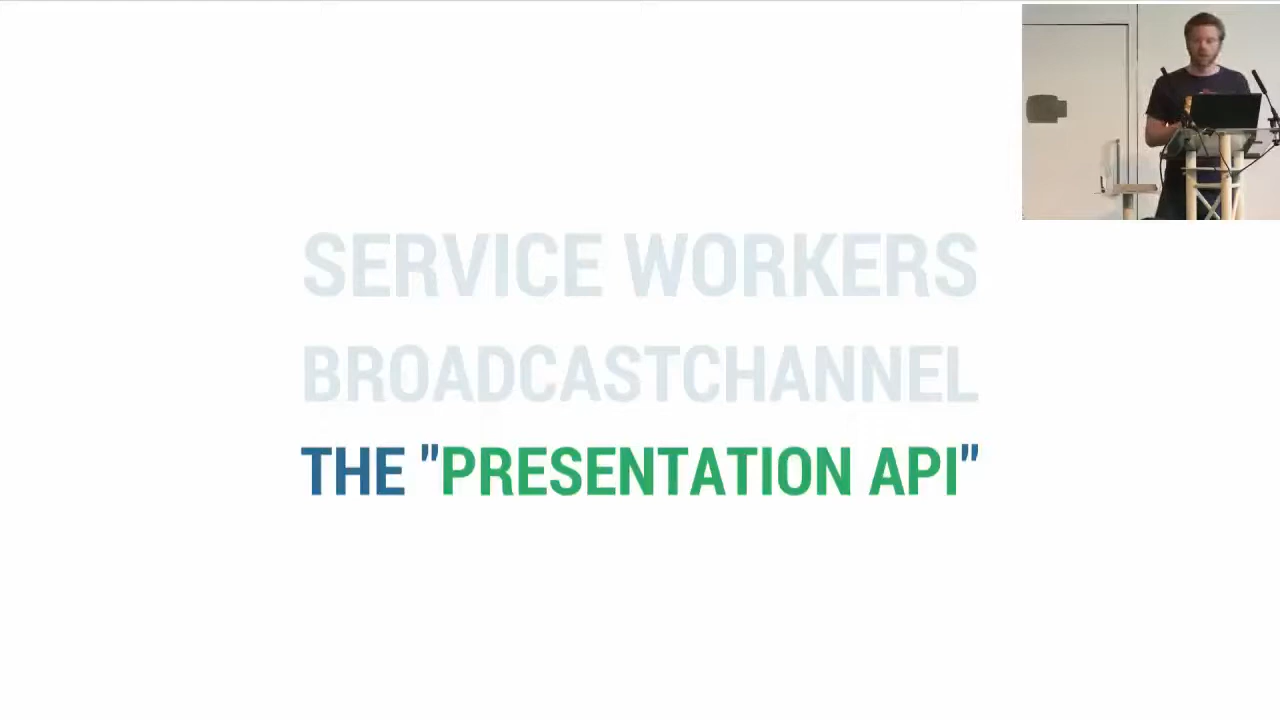 SERVICE WORKERS
BROADCASTCHANNEL
THE "PRESENTATION API"